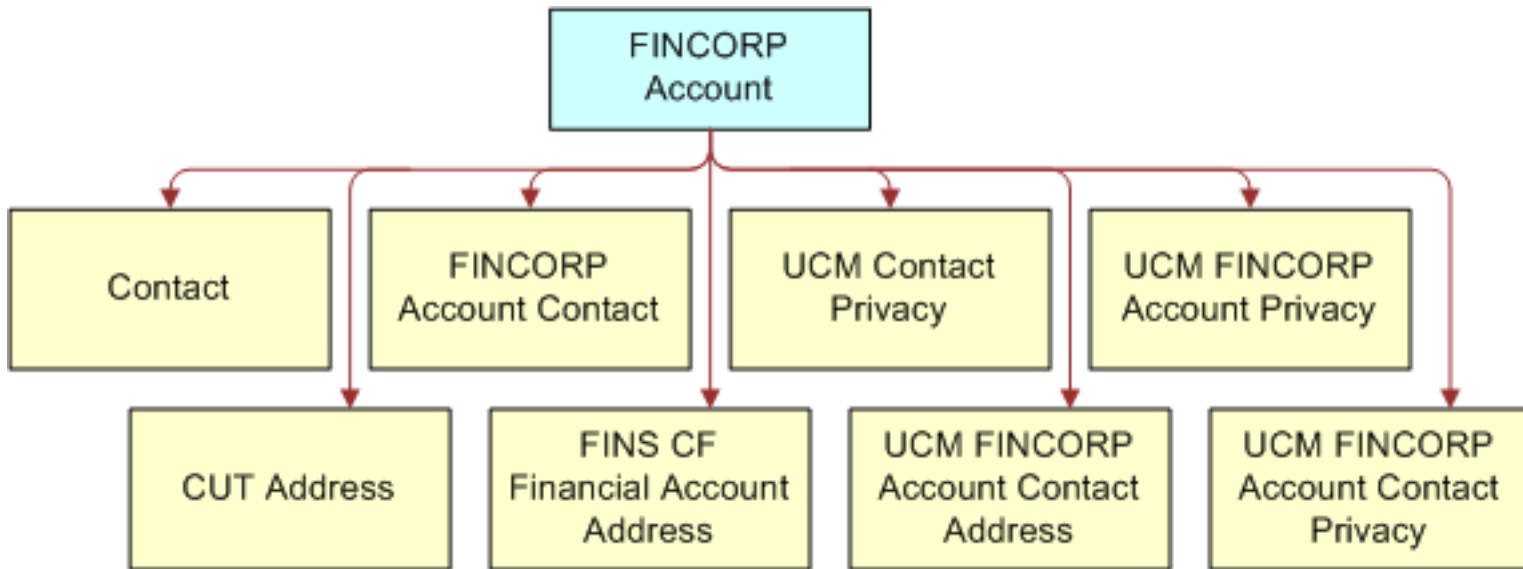 FINCORP
Account
Contact
FINCORP
Account Contact
UCM Contact
Privacy
UCM FINCORP
Account Privacy
CUT Address
FINS CF
Financial Account
Address
UCM FINCORP
Account Contact
Address
UCM FINCORP
Account Contact
Privacy